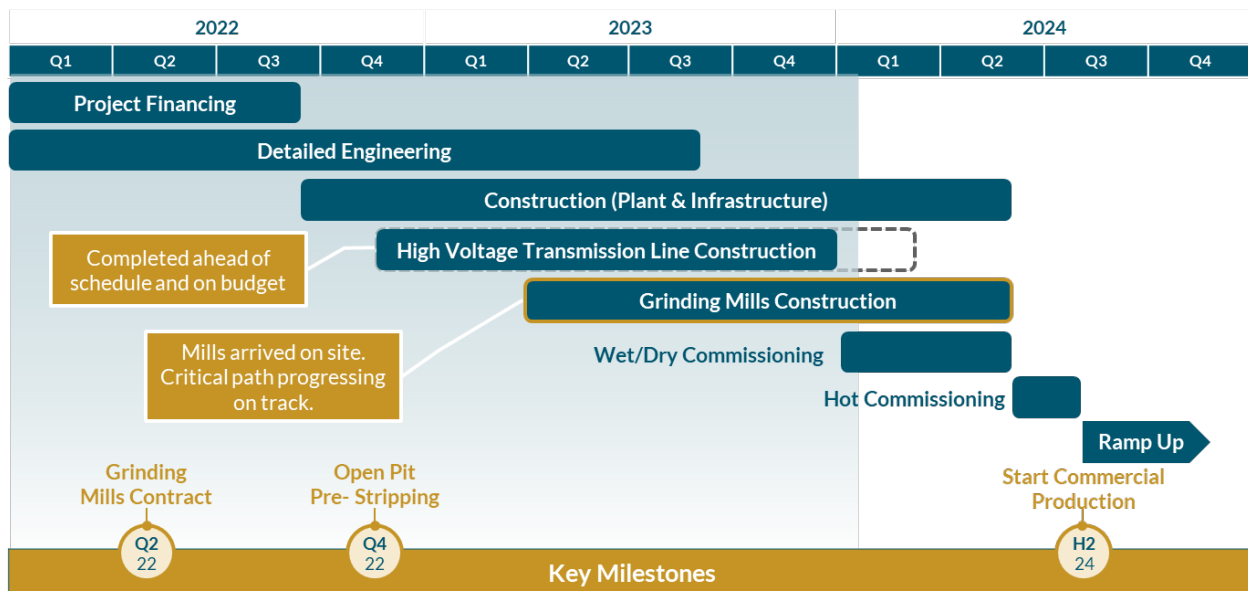 2022
2023
2024
Q1
Q2
Q3
Q4
Q1
Q2
Q3
Q4
Q1
Q2
Q3
Q4
Project Financing
Detailed Engineering
Construction (Plant & Infrastructure)
High Voltage Transmission Line Construction
Completed ahead of
schedule and on budget
Grinding Mills Construction
Mills arrived on site.
Critical path progressing
on track.
Wet/Dry Commissioning
Hot Commissioning
Ramp Up
Grinding
Mills Contract
Open Pit
Pre- Stripping
Start Commercial
Production
Q2
22
Q4
22
H2
24
Key Milestones